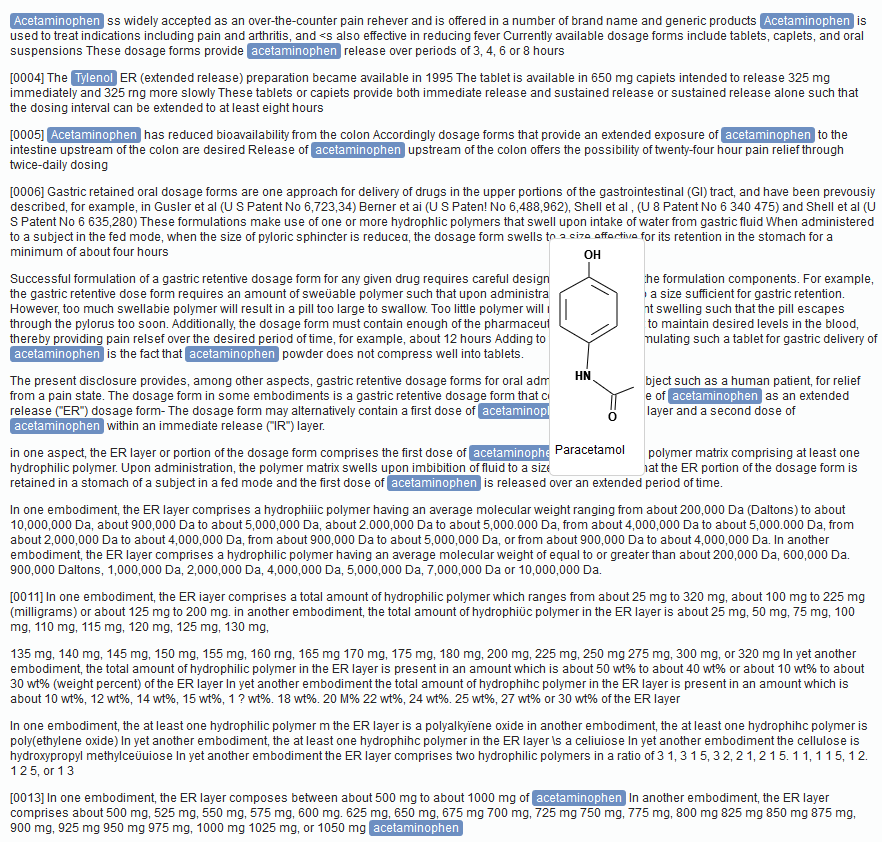 Acetaminophen ss widely accepted as an over-the-counter pain rehever and is offered in a number of brand name and generic products Acetaminophen is
used to treat indications including pain and arthritis, and <s also effective in reducing fever Currently available dosage forms include tablets, caplets, and oral
suspensions These dosage forms provide acetaminophen release over periods of 3, 4, 6 or 8 hours
[0004] The Tylenol ER (extended release) preparation became available in 1995 The tablet is available in 650 mg capiets intended to release 325 mg
immediately and 325 rng more slowly These tablets or capiets provide both immediate release and sustained release or sustained release alone such that
the dosing interval can be extended to at least eight hours
[0005] Acetaminophen has reduced bioavailability from the colon Accordingly dosage forms that provide an extended exposure of acetaminophen to the
intestine upstream of the colon are desired Release of acetaminophen upstream of the colon offers the possibility of twenty-four hour pain relief through
twice-daily dosing
[0006] Gastric retained oral dosage forms are one approach for delivery of drugs in the upper portions of the gastrointestinal (GI) tract, and have been prevousiy
described, for example, in Gusler et al (U S Patent No 6,723,34) Berner et ai (U S Paten! No 6,488,962), Shell et al , (U 8 Patent No 6 340 475) and Shell et al (U
S Patent No 6 635,280) These formulations make use of one or more hydrophlic polymers that swell upon intake of water from gastric fluid When administered
to a subject in the fed mode, when the size of pyloric sphincter is reduceα, the dosage form swells to a size effective for its retention in the stomach for a
minimum of about four hours
Successful formulation of a gastric retentive dosage form for any given drug requires careful design the formulation components. For example,
the gastric retentive dose form requires an amount of sweüable polymer such that upon administra a size sufficient for gastric retention.
However, too much swellabie polymer will result in a pill too large to swallow. Too little polymer will swelling such that the pill escapes
through the pylorus too soon. Additionally, the dosage form must contain enough of the pharmaceut to maintain desired levels in the blood,
thereby providing pain relsef over the desired period of time, for example, about 12 hours Adding to mulating such a tablet for gastric delivery of
acetaminophen is the fact that acetaminophen powder does not compress well into tablets.
The present disclosure provides, among other aspects, gastric retentive dosage forms for oral adm bject such as a human patient, for relief
from a pain state. The dosage form in some embodiments is a gastric retentive dosage form that co of acetaminophen as an extended
release ("ER") dosage form- The dosage form may alternatively contain a first dose of acetaminop layer and a second dose of
acetaminophen within an immediate release ("IR") layer.
in one aspect, the ER layer or portion of the dosage form comprises the first dose of acetaminophe polymer matrix comprising at least one
hydrophilic polymer. Upon administration, the polymer matrix swells upon imbibition of fluid to a size hat the ER portion of the dosage form is
retained in a stomach of a subject in a fed mode and the first dose of acetaminophen is released over an extended period of time.
OH
HN
O
Paracetamol
In one embodiment, the ER layer comprises a hydrophiiic polymer having an average molecular weight ranging from about 200,000 Da (Daltons) to about
10,000,000 Da, about 900,000 Da to about 5,000,000 Da, about 2.000,000 Da to about 5,000.000 Da, from about 4,000,000 Da to about 5,000.000 Da, from
about 2,000,000 Da to about 4,000,000 Da, from about 900,000 Da to about 5,000,000 Da, or from about 900,000 Da to about 4,000,000 Da. In another
embodiment, the ER layer comprises a hydrophilic polymer having an average molecular weight of equal to or greater than about 200,000 Da, 600,000 Da.
900,000 Daltons, 1,000,000 Da, 2,000,000 Da, 4,000,000 Da, 5,000,000 Da, 7,000,000 Da or 10,000,000 Da.
[0011] In one embodiment, the ER iayer comprises a total amount of hydrophilic polymer which ranges from about 25 mg to 320 mg, about 100 mg to 225 mg
(milligrams) or about 125 mg to 200 mg. in another embodiment, the total amount of hydrophiüc polymer in the ER layer is about 25 mg, 50 mg, 75 mg, 100
mg, 110 mg, 115 mg, 120 mg, 125 mg, 130 mg,
135 mg, 140 mg, 145 mg, 150 mg, 155 mg, 160 rng, 165 mg 170 mg, 175 mg, 180 mg, 200 mg, 225 mg, 250 mg 275 mg, 300 mg, or 320 mg In yet another
embodiment, the total amount of hydrophilic polymer in the ER layer is present in an amount which is about 50 wt% to about 40 wt% or about 10 wt% to about
30 wt% (weight percent) of the ER layer In yet another embodiment the total amount of hydrophihc polymer in the ER layer is present in an amount which is
about 10 wt%, 12 wt%, 14 wt%, 15 wt%, 1 ? wt%. 18 wt%. 20 M% 22 wt%, 24 wt%. 25 wt%, 27 wt% or 30 wt% of the ER layer
In one embodiment, the at least one hydrophilic polymer m the ER layer is a polyalkyïene oxide in another embodiment, the at least one hydrophihc polymer is
poly(ethylene oxide) In yet another embodiment, the at least one hydrophihc polymer in the ER layer \s a celiuiose In yet another embodiment the cellulose is
hydroxypropyl methylceüuiose In yet another embodiment the ER layer comprises two hydrophilic polymers in a ratio of 3 1, 3 1 5, 3 2, 2 1, 2 1 5. 1 1, 1 1 5, 1 2.
1 2 5, or 1 3
[0013] In one embodiment, the ER layer composes between about 500 mg to about 1000 mg of acetaminophen In another embodiment, the ER layer
comprises about 500 mg, 525 mg, 550 mg, 575 mg, 600 mg. 625 mg, 650 mg, 675 mg 700 mg, 725 mg 750 mg, 775 mg, 800 mg 825 mg 850 mg 875 mg,
900 mg, 925 mg 950 mg 975 mg, 1000 mg 1025 mg, or 1050 mg acetaminophen